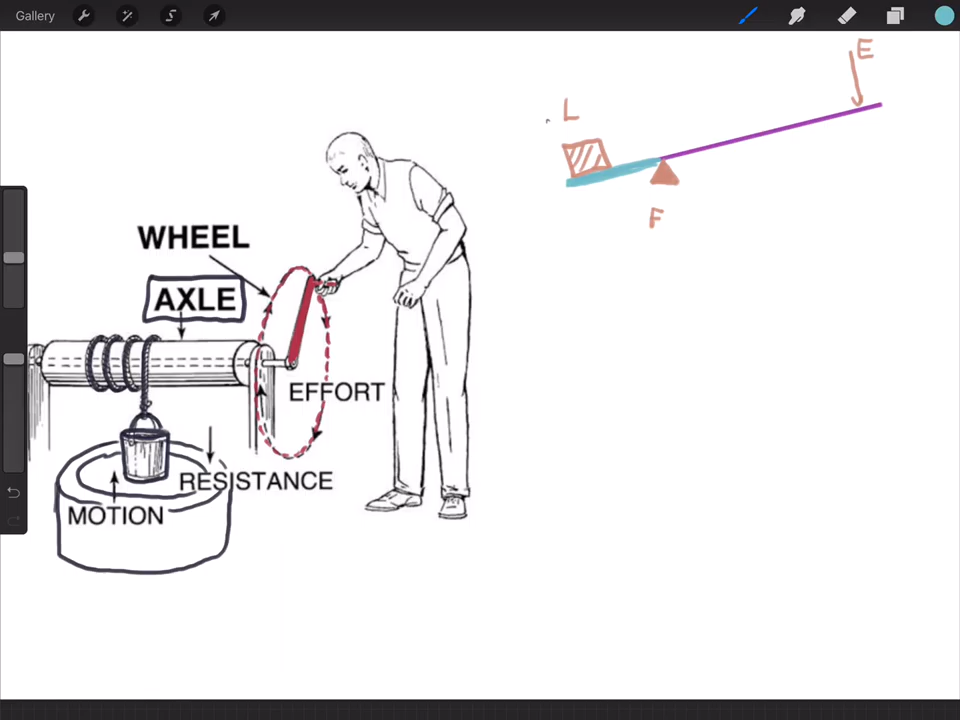 Gallery
E
L
F
WHEEL
AXLE
EFFORT
RESISTANCE
MOTION